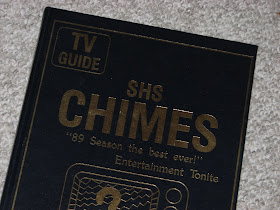 TV
GUIDE
SHS
CHIMES
"89 Season the best ever!"
Entertainment Tonite
?